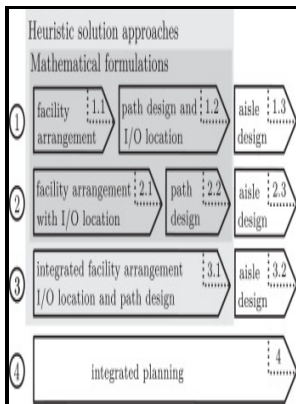 Heuristic solution approaches
Mathematical formulations
1
facility arrangement
1.1
path design and I/O location
1.2
aisle design
1.3
2
facility arrangement with I/O location
2.1
path design
2.2
aisle design
2.3
3
integrated facility arrangement
I/O location and path design
3.1
aisle design
3.2
4
integrated planning
4